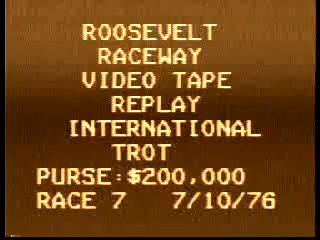 ROOSEVELT
RACEWAY
VIDEO TAPE
REPLAY
INTERNATIONAL
TROT
PURSE:$200,000
RACE 7 7/10/76